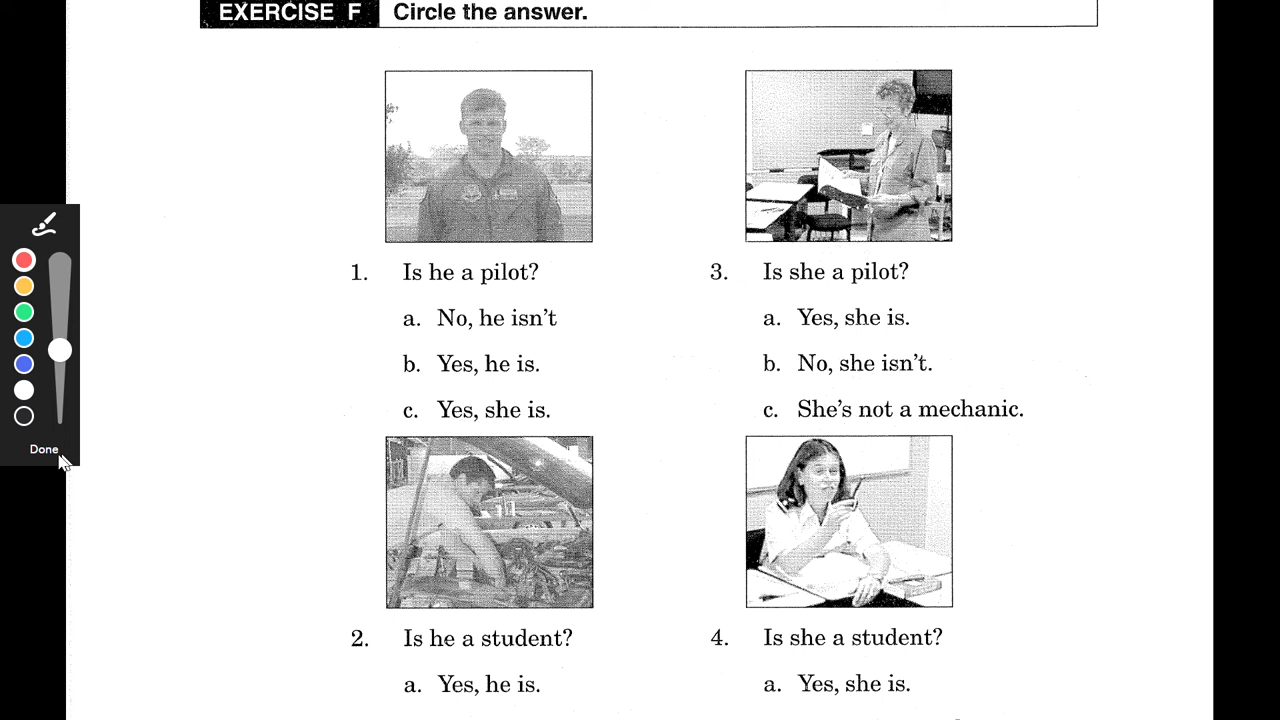 EXERCISE F Circle the answer.
1. Is he a pilot?
a. No, he isn't
b. Yes, he is.
c. Yes, she is.
2. Is he a student?
a. Yes, he is.
3. Is she a pilot?
a. Yes, she is.
b. No, she isn't.
c. She's not a mechanic.
4. Is she a student?
a. Yes, she is.
Done